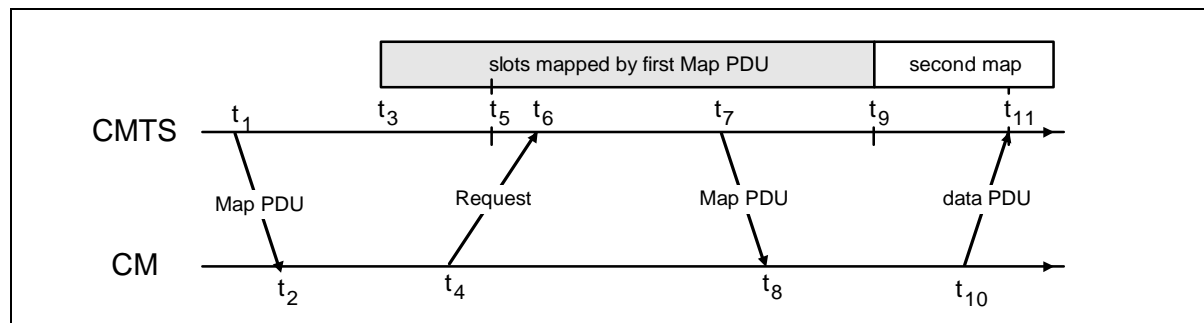 slots mapped by first Map PDU second map
t1 t3 t5 t6 t7 t9 t11
CMTS
Map PDU Request Map PDU data PDU
CM
t2 t4 t8 t10